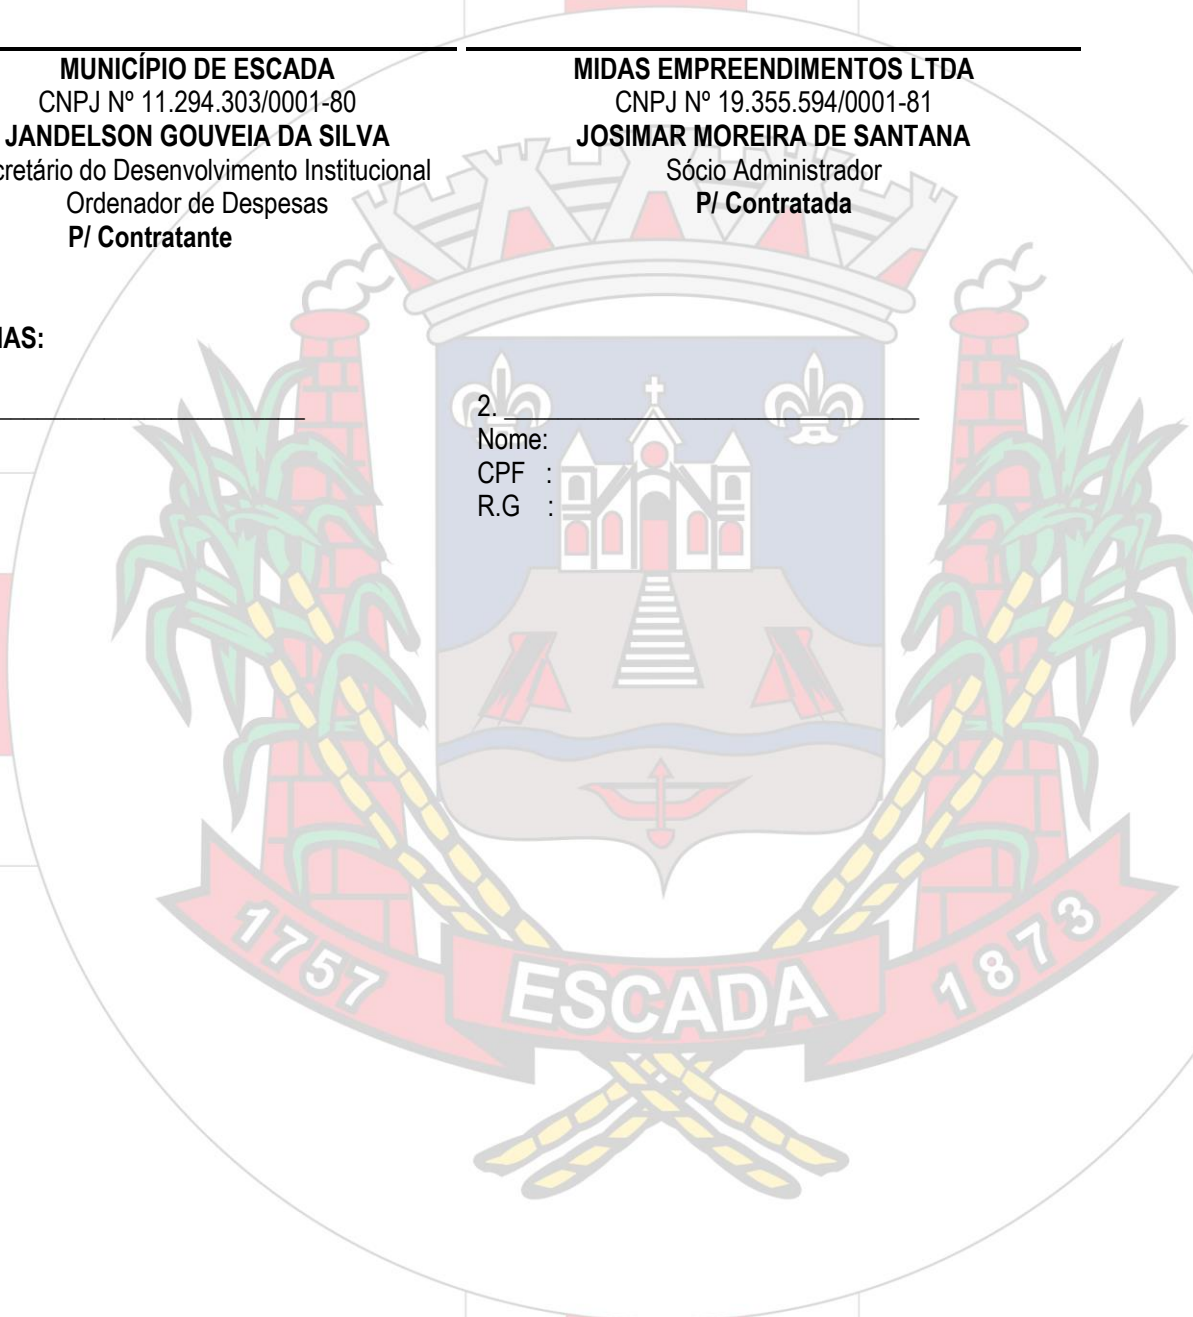 MUNICÍPIO DE ESCADA
CNPJ Nº 11.294.303/0001-80
JANDELSON GOUVEIA DA SILVA
cretário do Desenvolvimento Institucional
Ordenador de Despesas
P/ Contratante
MIDAS EMPREENDIMENTOS LTDA
CNPJ Nº 19.355.594/0001-81
JOSIMAR MOREIRA DE SANTANA
Sócio Administrador
P/ Contratada
HAS:
2. ______________________________
Nome:
CPF :
R.G :
1757
ESCADA
1873